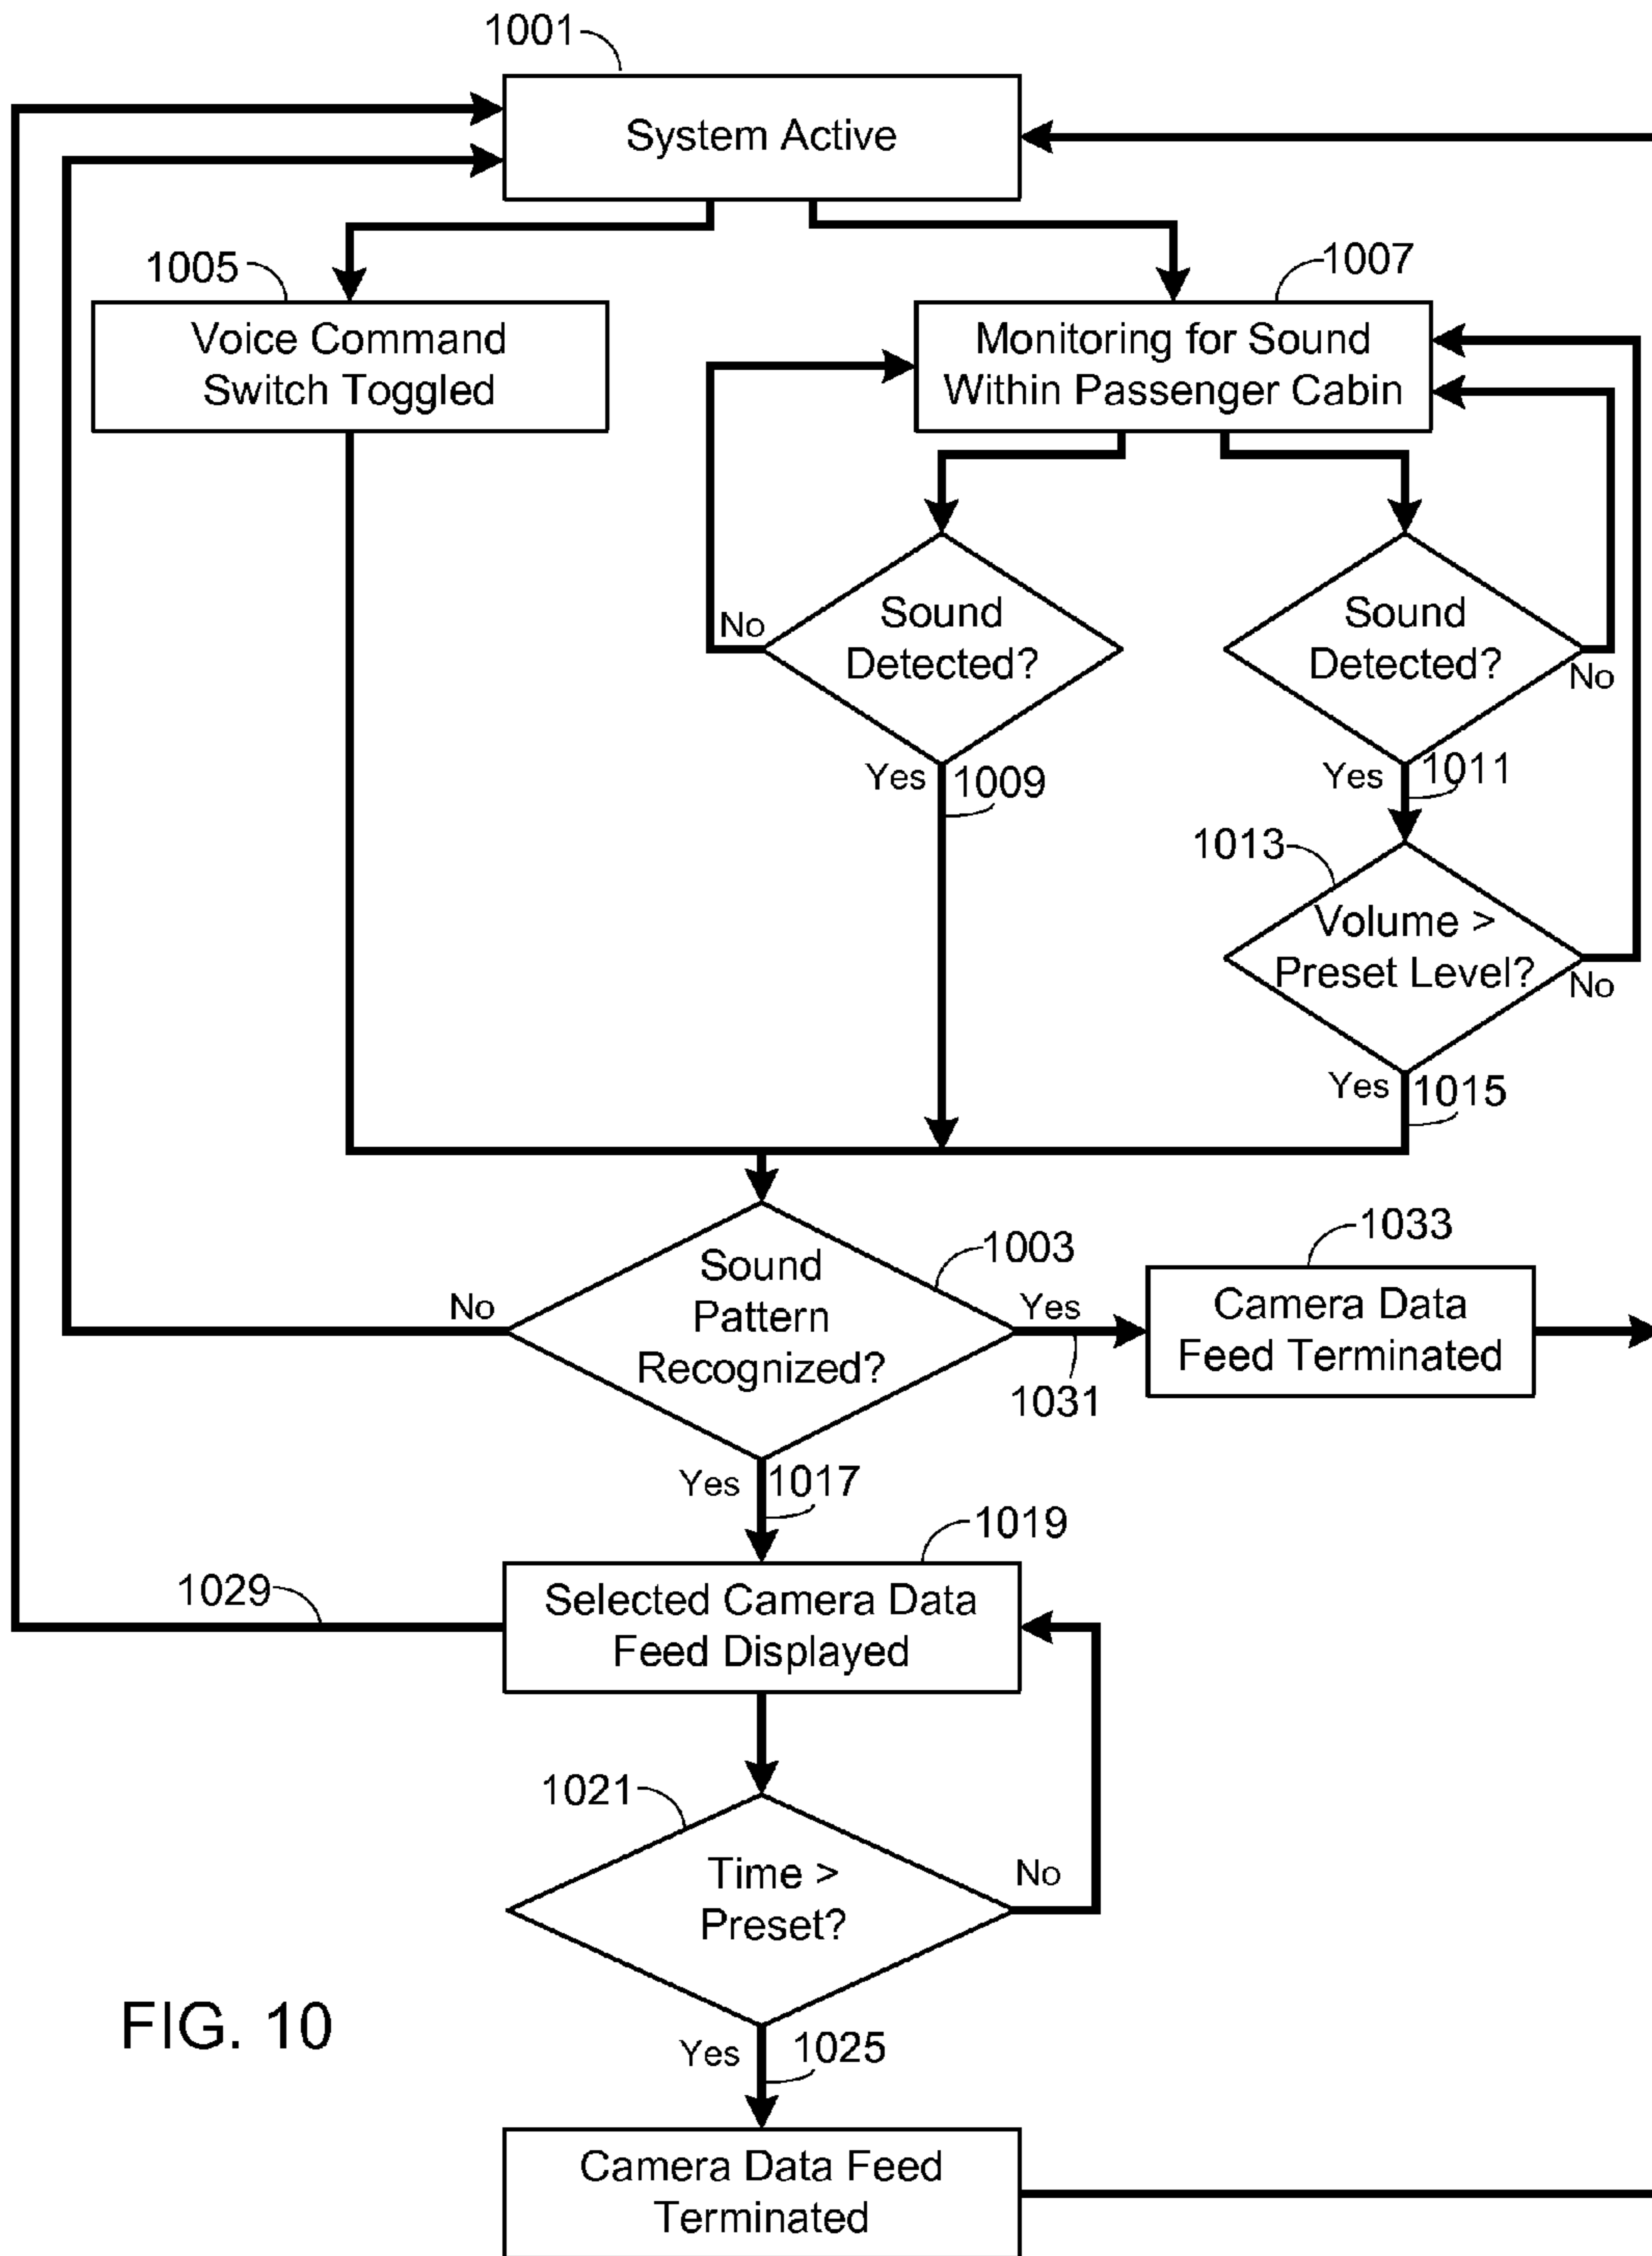 1001
System Active
1005
1007
Voice Command
Switch Toggled
Monitoring for Sound
Within Passenger Cabin
No
Sound
Detected?
Sound
Detected?
No
Yes
1009
Yes
1011
1013
Volume >
Preset Level?
No
Yes
1015
1003
1033
No
Sound
Pattern
Recognized?
Yes
1031
Camera Data
Feed Terminated
Yes
1017
1019
1029
Selected Camera Data
Feed Displayed
1021
Time >
Preset?
No
FIG. 10
Yes
1025
Camera Data Feed
Terminated